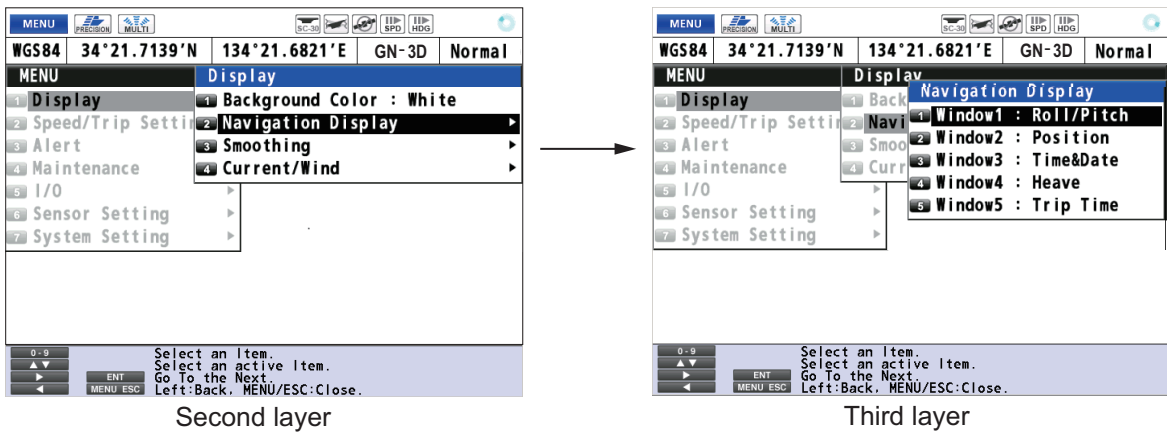 MENU PRECISION MULTI SC-30 SPD HDG
WGS84 34°21.7139'N 134°21.6821'E GN-3D Normal
MENU
1 Display
2 Speed/Trip Settin
3 Alert
4 Maintenance
5 I/O
6 Sensor Setting
7 System Setting
Display
1 Background Color : White
2 Navigation Display
3 Smoothing
4 Current/Wind
0-9 Select an Item.
▲▼ Select an active Item.
▶ ENT Go To the Next.
◀ MENU ESC Left:Back, MENU/ESC:Close.
Second layer
MENU PRECISION MULTI SC-30 SPD HDG
WGS84 34°21.7139'N 134°21.6821'E GN-3D Normal
MENU
1 Display
2 Speed/Trip Settin
3 Alert
4 Maintenance
5 I/O
6 Sensor Setting
7 System Setting
Display
1 Back
2 Navi
3 Smoo
4 Curr
Navigation Display
1 Window1 : Roll/Pitch
2 Window2 : Position
3 Window3 : Time&Date
4 Window4 : Heave
5 Window5 : Trip Time
0-9 Select an Item.
▲▼ Select an active Item.
▶ ENT Go To the Next.
◀ MENU ESC Left:Back, MENU/ESC:Close.
Third layer